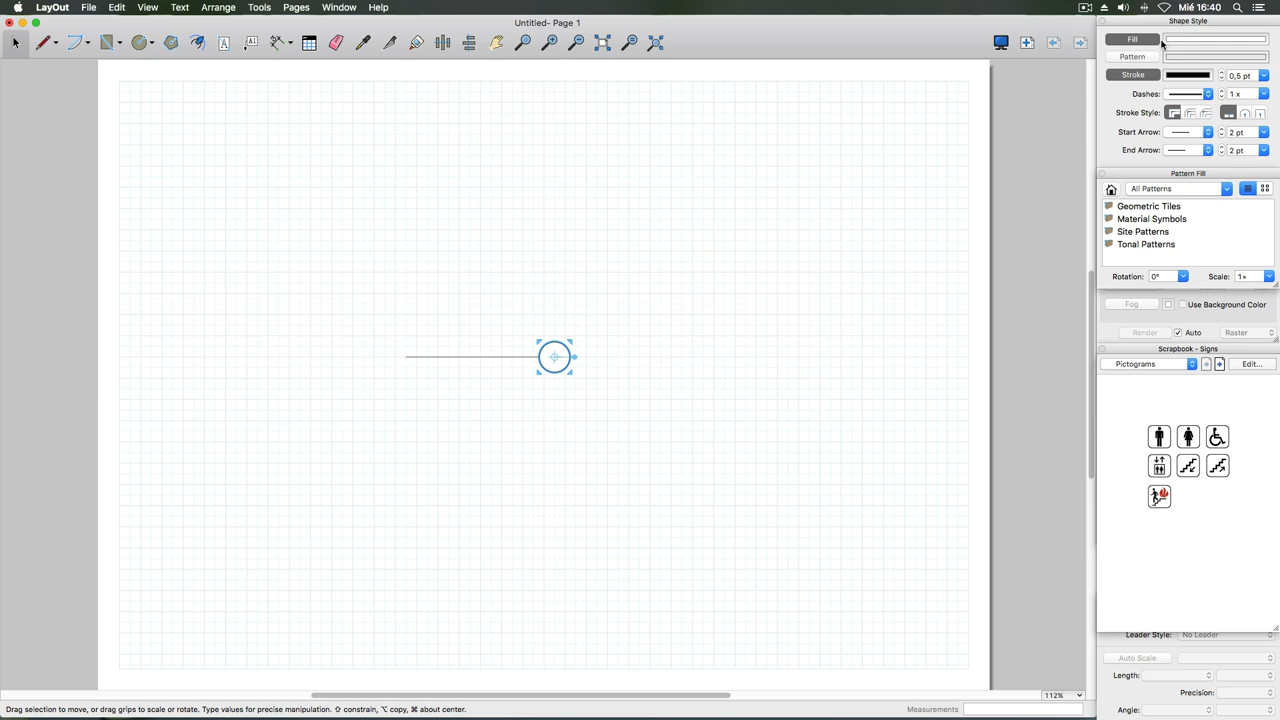 LayOut File Edit View Text Arrange Tools Pages Window Help
Mié 16:40
Untitled- Page 1
Shape Style
Fill
Pattern
Stroke 0,5 pt
Dashes: 1 x
Stroke Style:
Start Arrow: 2 pt
End Arrow: 2 pt
Pattern Fill
All Patterns
Geometric Tiles
Material Symbols
Site Patterns
Tonal Patterns
Rotation: 0° Scale: 1x
Fog Use Background Color
Render Auto Raster
Scrapbook - Signs
Pictograms Edit...
Leader Style: No Leader
Auto Scale
Length:
Precision:
Angle:
112%
Drag selection to move, or drag grips to scale or rotate. Type values for precise manipulation. ⇧ constrain, ⌥ copy, ⌘ about center.
Measurements